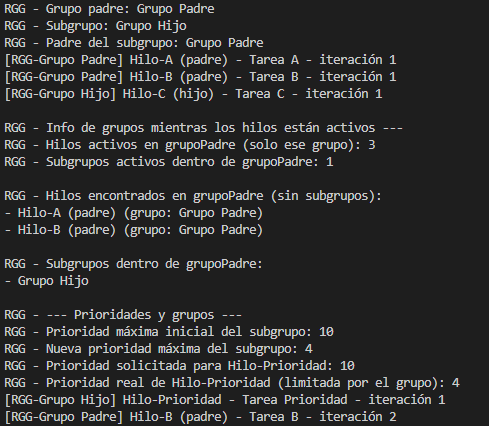 RGG - Grupo padre: Grupo Padre
RGG - Subgrupo: Grupo Hijo
RGG - Padre del subgrupo: Grupo Padre
[RGG-Grupo Padre] Hilo-A (padre) - Tarea A - iteración 1
[RGG-Grupo Padre] Hilo-B (padre) - Tarea B - iteración 1
[RGG-Grupo Hijo] Hilo-C (hijo) - Tarea C - iteración 1
RGG - Info de grupos mientras los hilos están activos ---
RGG - Hilos activos en grupoPadre (solo ese grupo): 3
RGG - Subgrupos activos dentro de grupoPadre: 1
RGG - Hilos encontrados en grupoPadre (sin subgrupos):
- Hilo-A (padre) (grupo: Grupo Padre)
- Hilo-B (padre) (grupo: Grupo Padre)
RGG - Subgrupos dentro de grupoPadre:
- Grupo Hijo
RGG - --- Prioridades y grupos ---
RGG - Prioridad máxima inicial del subgrupo: 10
RGG - Nueva prioridad máxima del subgrupo: 4
RGG - Prioridad solicitada para Hilo-Prioridad: 10
RGG - Prioridad real de Hilo-Prioridad (limitada por el grupo): 4
[RGG-Grupo Hijo] Hilo-Prioridad - Tarea Prioridad - iteración 1
[RGG-Grupo Padre] Hilo-B (padre) - Tarea B - iteración 2